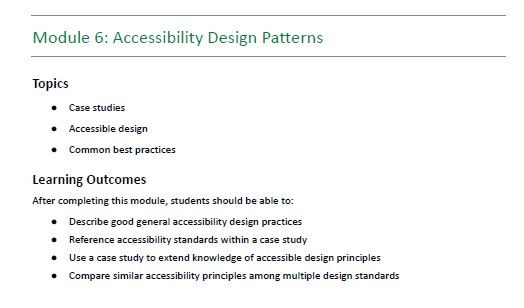 Module 6: Accessibility Design Patterns
Topics
● Case studies
● Accessible design
● Common best practices
Learning Outcomes
After completing this module, students should be able to:
● Describe good general accessibility design practices
● Reference accessibility standards within a case study
● Use a case study to extend knowledge of accessible design principles
● Compare similar accessibility principles among multiple design standards